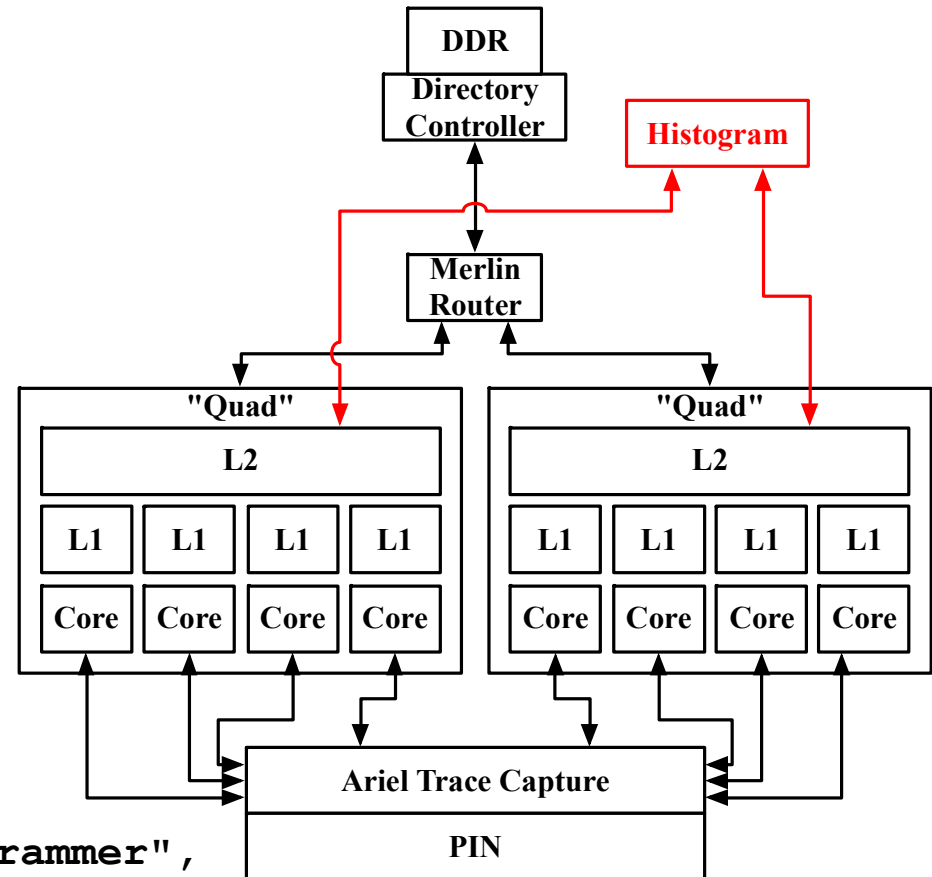 DDR
Directory
Controller
Histogram
Merlin
Router
"Quad"
"Quad"
L2
L2
L1 L1 L1 L1
L1 L1 L1 L1
Core Core Core Core
Core Core Core Core
Ariel Trace Capture
PIN
rammer",